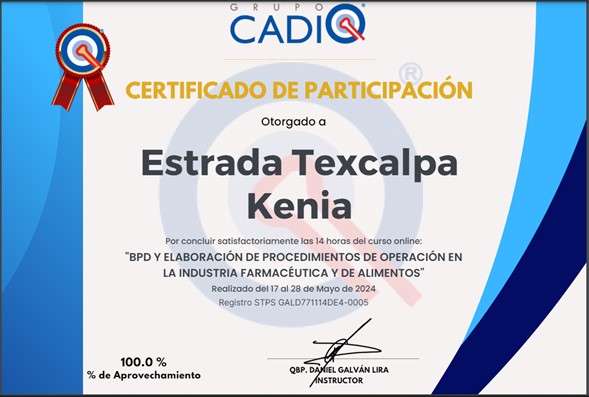 GRUPO
CADIQ®
®
CERTIFICADO DE PARTICIPACIÓN
Otorgado a
Estrada Texcalpa
Kenia
Por concluir satisfactoriamente las 14 horas del curso online:
"BPD Y ELABORACIÓN DE PROCEDIMIENTOS DE OPERACIÓN EN
LA INDUSTRIA FARMACÉUTICA Y DE ALIMENTOS"
Realizado del 17 al 28 de Mayo de 2024
Registro STPS GALD771114DE4-0005
100.0 %
% de Aprovechamiento
QBP. DANIEL GALVÁN LIRA
INSTRUCTOR